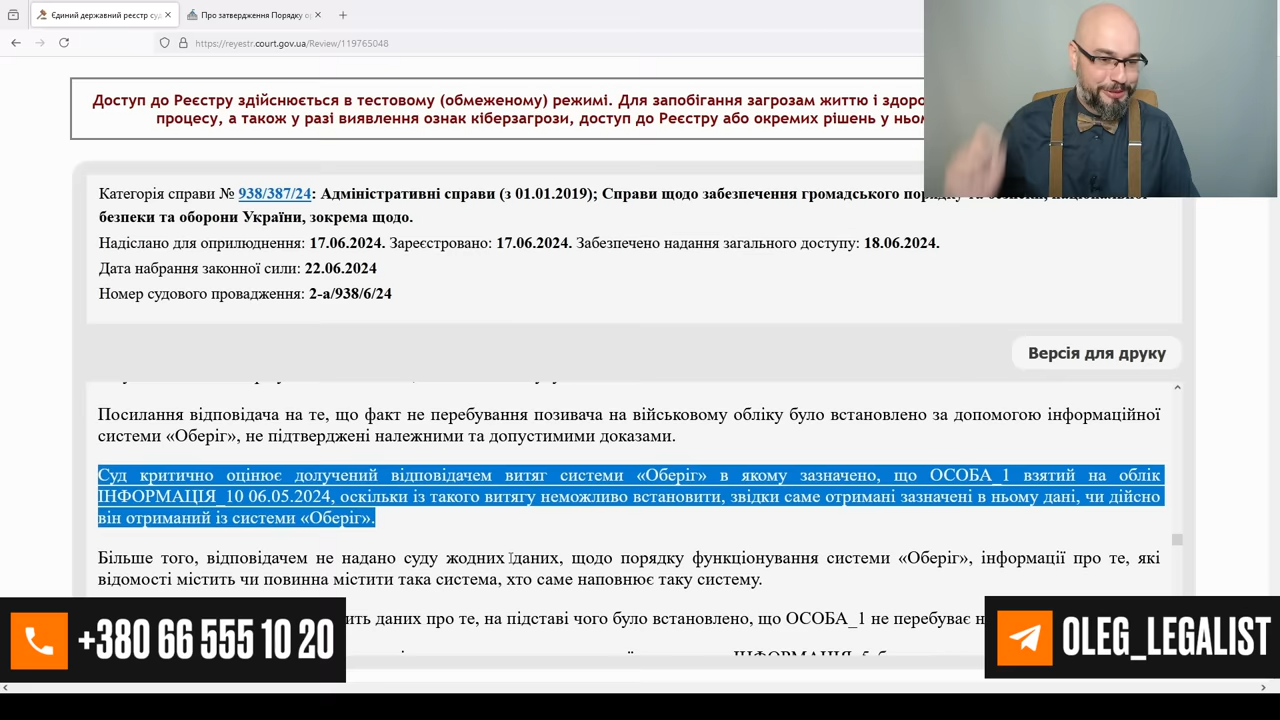 Єдиний державний реєстр су
Про затвердження Порядку о
https://reyestr.court.gov.ua/Review/119765048
Доступ до Реєстру здійснюється в тестовому (обмеженому) режимі. Для запобігання загрозам життю і здоро
процесу, а також у разі виявлення ознак кіберзагрози, доступ до Реєстру або окремих рішень у ньом
Категорія справи № 938/387/24: Адміністративні справи (з 01.01.2019); Справи щодо забезпечення громадського
безпеки та оборони України, зокрема щодо.
Надіслано для оприлюднення: 17.06.2024. Зареєстровано: 17.06.2024. Забезпечено надання загального доступу: 18.06.2024.
Дата набрання законної сили: 22.06.2024
Номер судового провадження: 2-а/938/6/24
Версія для друку
Посилання відповідача на те, що факт не перебування позивача на військовому обліку було встановлено за допомогою інформаційної
системи «Оберіг», не підтверджені належними та допустимими доказами.
Суд критично оцінює долучений відповідачем витяг системи «Оберіг» в якому зазначено, що ОСОБА_1 взятий на облік
ІНФОРМАЦІЯ_10 06.05.2024, оскільки із такого витягу неможливо встановити, звідки саме отримані зазначені в ньому дані, чи дійсно
він отриманий із системи «Оберіг».
Більше того, відповідачем не надано суду жодних даних, щодо порядку функціонування системи «Оберіг», інформації про те, які
відомості містить чи повинна містити така система, хто саме наповнює таку систему.
ить даних про те, на підставі чого було встановлено, що ОСОБА_1 не перебуває н
+380 66 555 10 20
OLEG_LEGALIST